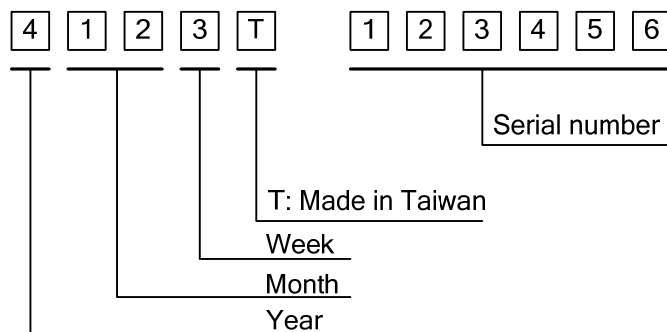 4 1 2 3 T 1 2 3 4 5 6
Serial number
T: Made in Taiwan
Week
Month
Year